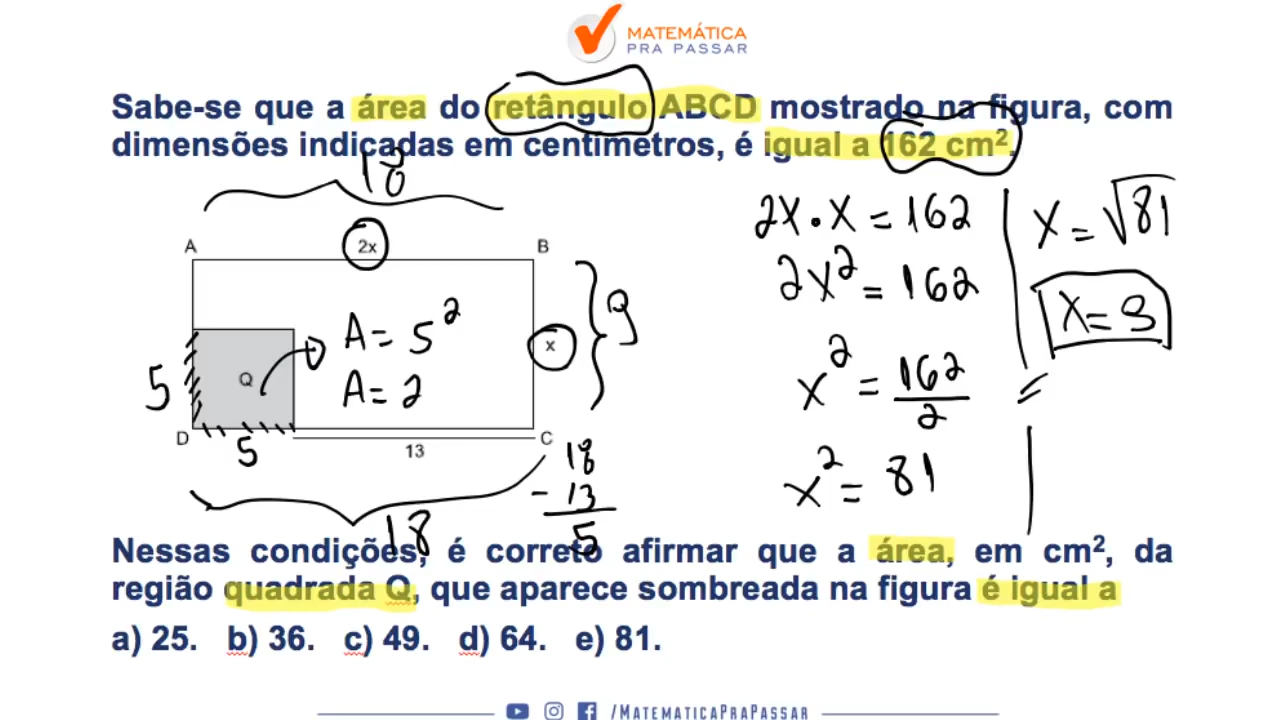 MATEMÁTICA
PRA PASSAR
Sabe-se que a área do retângulo ABCD mostrado na figura, com
dimensões indicadas em centímetros, é igual a 162 cm².
18
A
2x
B
A = 5²
A = 2
x
9
5
Q
D
5
13
C
18
18
- 13
5
2X · X = 162
2X² = 162
X² = 162/2
X² = 81
X = √81
X = 9
Nessas condições, é correto afirmar que a área, em cm², da
região quadrada Q, que aparece sombreada na figura é igual a
a) 25. b) 36. c) 49. d) 64. e) 81.
/MATEMATICAPRAPASSAR